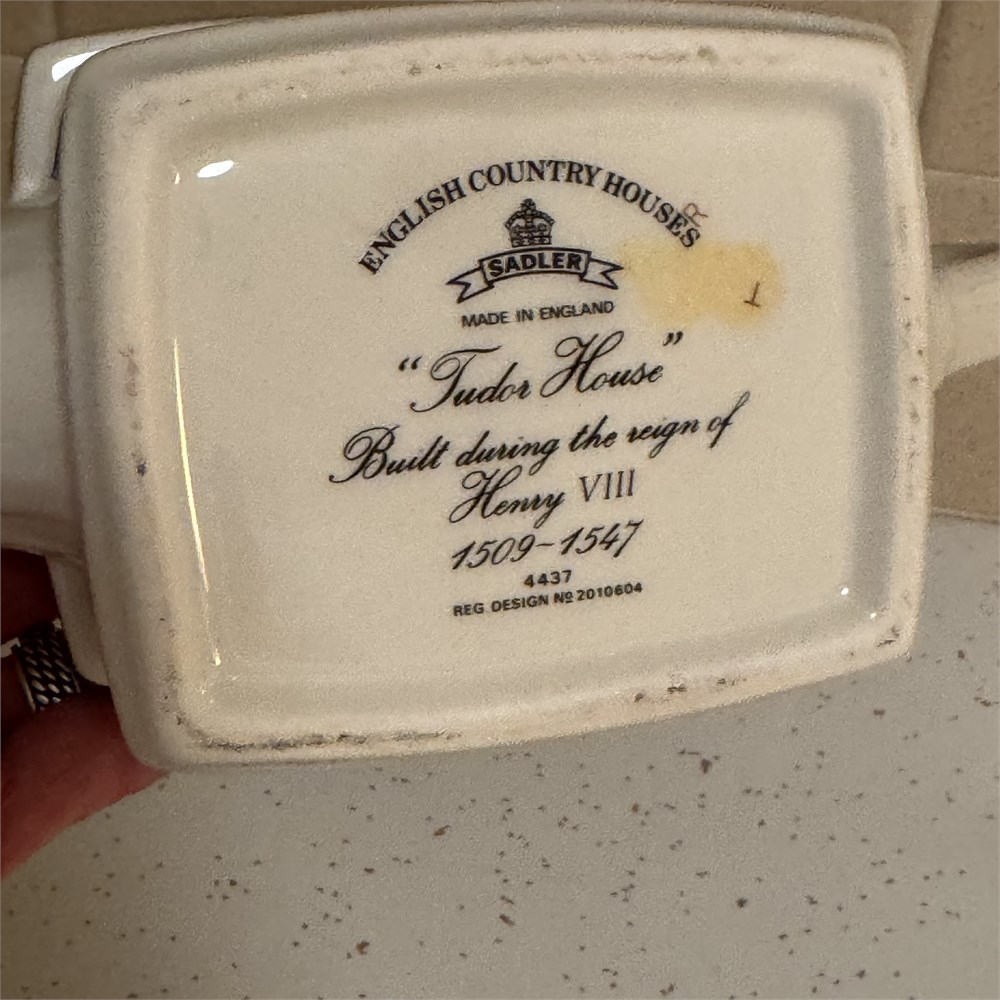 ENGLISH COUNTRY HOUSES
R
SADLER
MADE IN ENGLAND
"Tudor House"
Built during the reign of
Henry VIII
1509–1547
4437
REG. DESIGN Nº 2010604